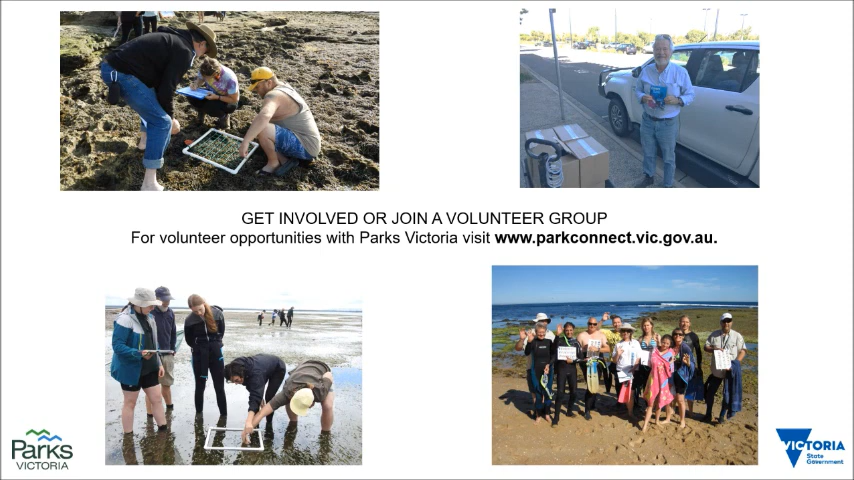 GET INVOLVED OR JOIN A VOLUNTEER GROUP
For volunteer opportunities with Parks Victoria visit www.parkconnect.vic.gov.au.
Parks
VICTORIA
VICTORIA
State
Government